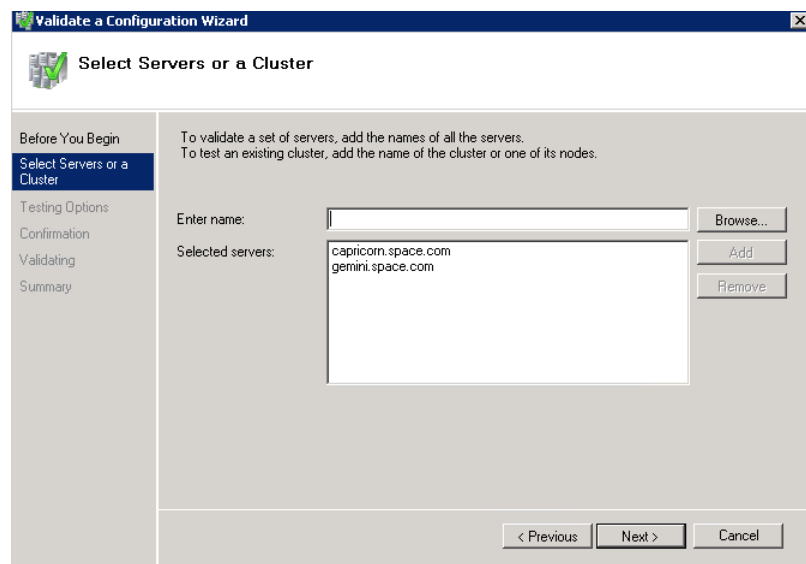 Validate a Configuration Wizard
Select Servers or a Cluster
Before You Begin
Select Servers or a
Cluster
Testing Options
Confirmation
Validating
Summary
To validate a set of servers, add the names of all the servers.
To test an existing cluster, add the name of the cluster or one of its nodes.
Enter name:
Browse...
Selected servers:
capricorn.space.com
gemini.space.com
Add
Remove
< Previous
Next >
Cancel